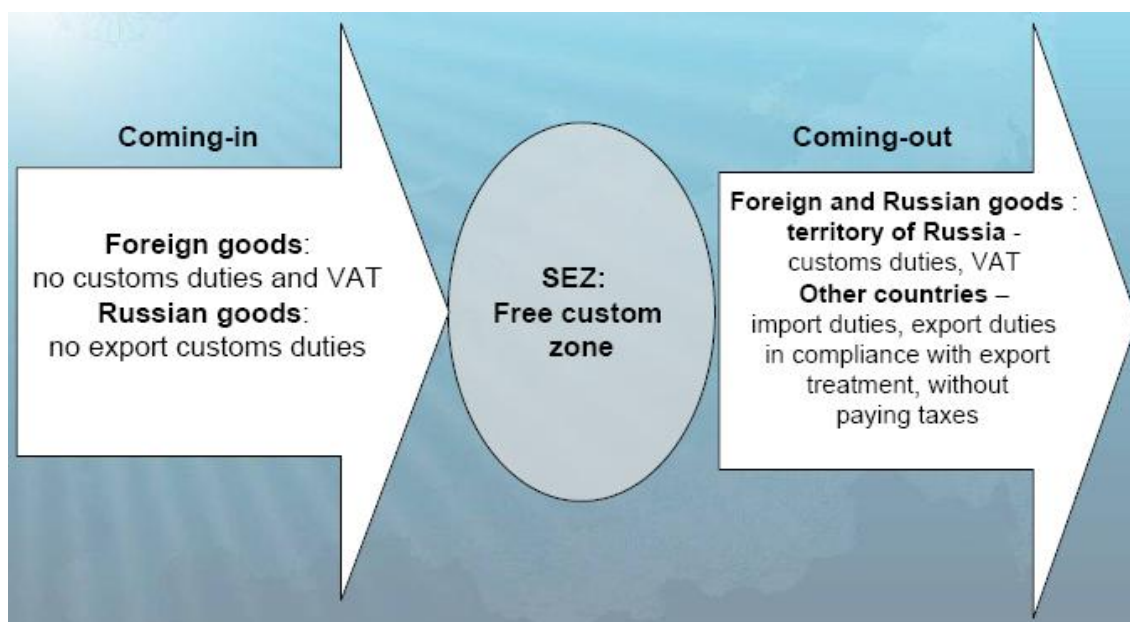 Coming-in
Foreign goods:
no customs duties and VAT
Russian goods:
no export customs duties
SEZ:
Free custom
zone
Coming-out
Foreign and Russian goods :
territory of Russia -
customs duties, VAT
Other countries –
import duties, export duties
in compliance with export
treatment, without
paying taxes